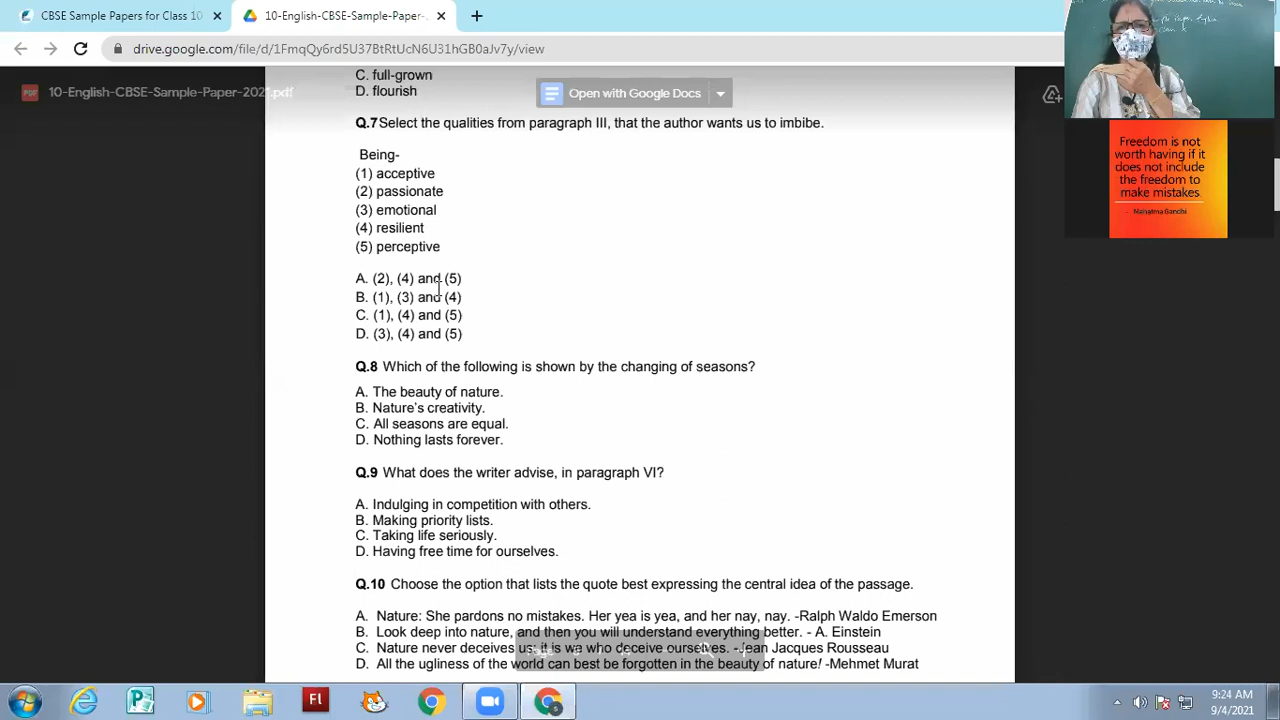 CBSE Sample Papers for Class 10
10-English-CBSE-Sample-Paper-
drive.google.com/file/d/1FmqQy6rd5U37BtRtUcN6U31hGB0aJv7y/view
10-English-CBSE-Sample-Paper-2021.pdf
Open with Google Docs
C. full-grown
D. flourish
Q.7Select the qualities from paragraph III, that the author wants us to imbibe.
Being-
(1) acceptive
(2) passionate
(3) emotional
(4) resilient
(5) perceptive
A. (2), (4) and (5)
B. (1), (3) and (4)
C. (1), (4) and (5)
D. (3), (4) and (5)
Q.8 Which of the following is shown by the changing of seasons?
A. The beauty of nature.
B. Nature's creativity.
C. All seasons are equal.
D. Nothing lasts forever.
Q.9 What does the writer advise, in paragraph VI?
A. Indulging in competition with others.
B. Making priority lists.
C. Taking life seriously.
D. Having free time for ourselves.
Q.10 Choose the option that lists the quote best expressing the central idea of the passage.
A. Nature: She pardons no mistakes. Her yea is yea, and her nay, nay. -Ralph Waldo Emerson
B. Look deep into nature, and then you will understand everything better. - A. Einstein
C. Nature never deceives us; it is we who deceive ourselves. -Jean Jacques Rousseau
D. All the ugliness of the world can best be forgotten in the beauty of nature! -Mehmet Murat
Freedom is not
worth having if it
does not include
the freedom to
make mistakes
- Mahatma Gandhi
Fl
5
9:24 AM
9/4/2021